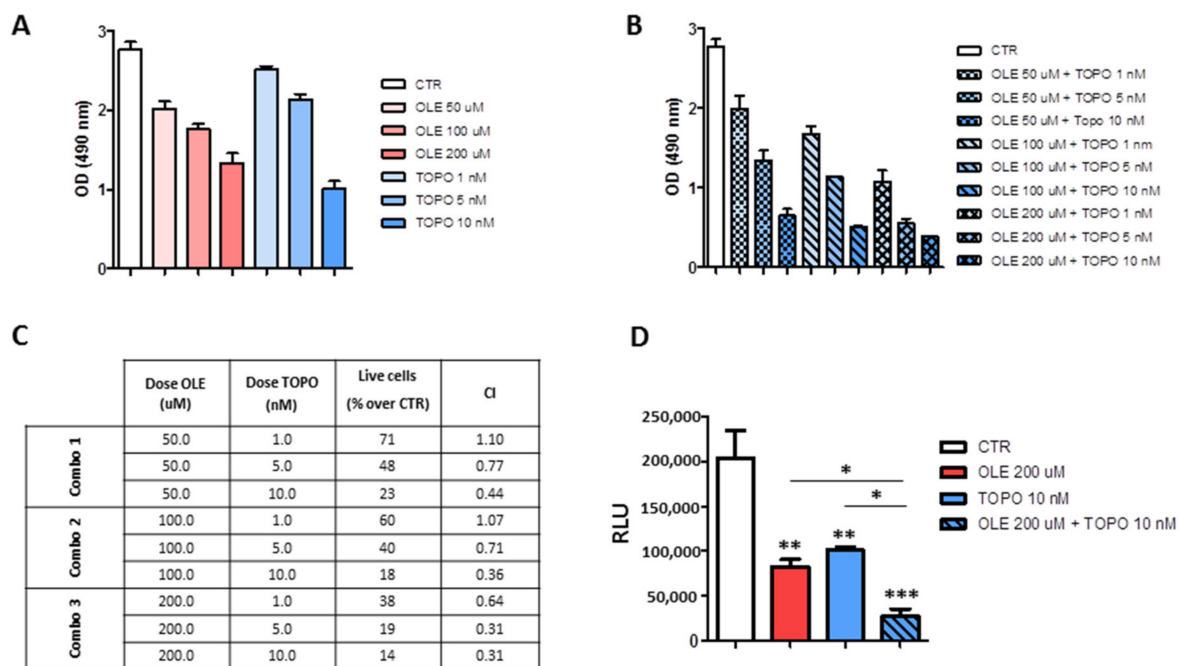 A
OD (490 nm)
3
2
1
0
CTR
OLE 50 uM
OLE 100 uM
OLE 200 uM
TOPO 1 nM
TOPO 5 nM
TOPO 10 nM
B
OD (490 nm)
3
2
1
0
CTR
OLE 50 uM + TOPO 1 nM
OLE 50 uM + TOPO 5 nM
OLE 50 uM + Topo 10 nM
OLE 100 uM + TOPO 1 nm
OLE 100 uM + TOPO 5 nM
OLE 100 uM + TOPO 10 nM
OLE 200 uM + TOPO 1 nM
OLE 200 uM + TOPO 5 nM
OLE 200 uM + TOPO 10 nM
C
Dose OLE (uM) Dose TOPO (nM) Live cells (% over CTR) CI
Combo 1
50.0 1.0 71 1.10
50.0 5.0 48 0.77
50.0 10.0 23 0.44
Combo 2
100.0 1.0 60 1.07
100.0 5.0 40 0.71
100.0 10.0 18 0.36
Combo 3
200.0 1.0 38 0.64
200.0 5.0 19 0.31
200.0 10.0 14 0.31
D
RLU
250,000
200,000
150,000
100,000
50,000
0
*
*
**
**
***
CTR
OLE 200 uM
TOPO 10 nM
OLE 200 uM + TOPO 10 nM